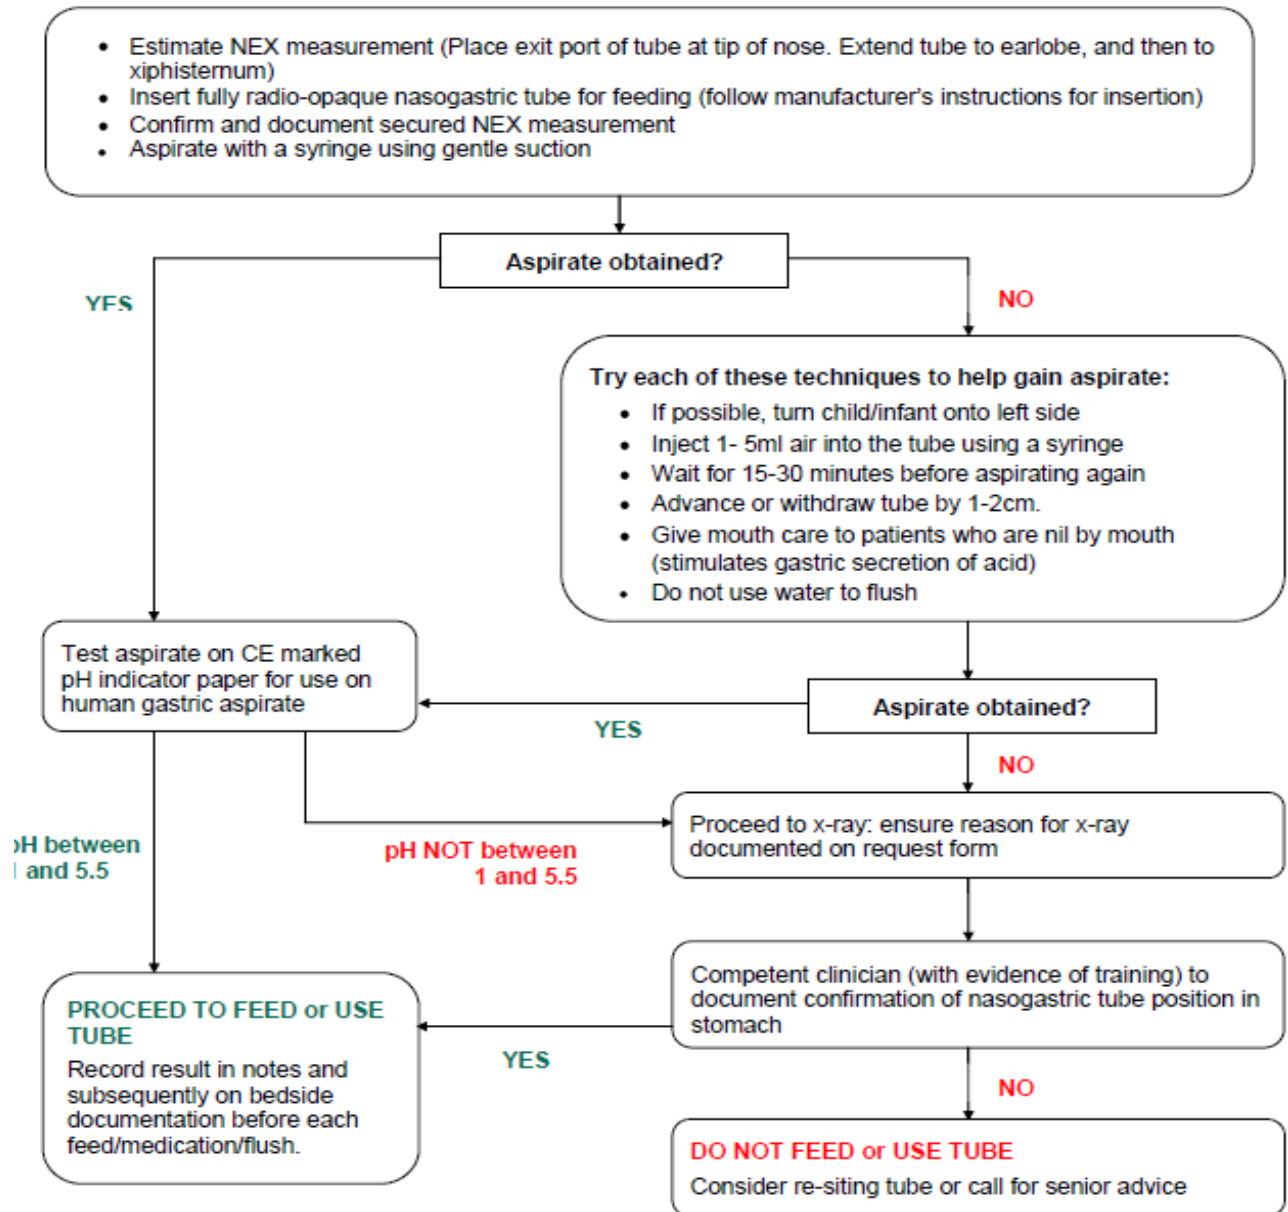 • Estimate NEX measurement (Place exit port of tube at tip of nose. Extend tube to earlobe, and then to
xiphisternum)
• Insert fully radio-opaque nasogastric tube for feeding (follow manufacturer's instructions for insertion)
• Confirm and document secured NEX measurement
• Aspirate with a syringe using gentle suction
Aspirate obtained?
YES
NO
Try each of these techniques to help gain aspirate:
• If possible, turn child/infant onto left side
• Inject 1- 5ml air into the tube using a syringe
• Wait for 15-30 minutes before aspirating again
• Advance or withdraw tube by 1-2cm.
• Give mouth care to patients who are nil by mouth
(stimulates gastric secretion of acid)
• Do not use water to flush
Test aspirate on CE marked
pH indicator paper for use on
human gastric aspirate
Aspirate obtained?
YES
NO
pH between
1 and 5.5
pH NOT between
1 and 5.5
Proceed to x-ray: ensure reason for x-ray
documented on request form
Competent clinician (with evidence of training) to
document confirmation of nasogastric tube position in
stomach
PROCEED TO FEED or USE
TUBE
Record result in notes and
subsequently on bedside
documentation before each
feed/medication/flush.
YES
NO
DO NOT FEED or USE TUBE
Consider re-siting tube or call for senior advice